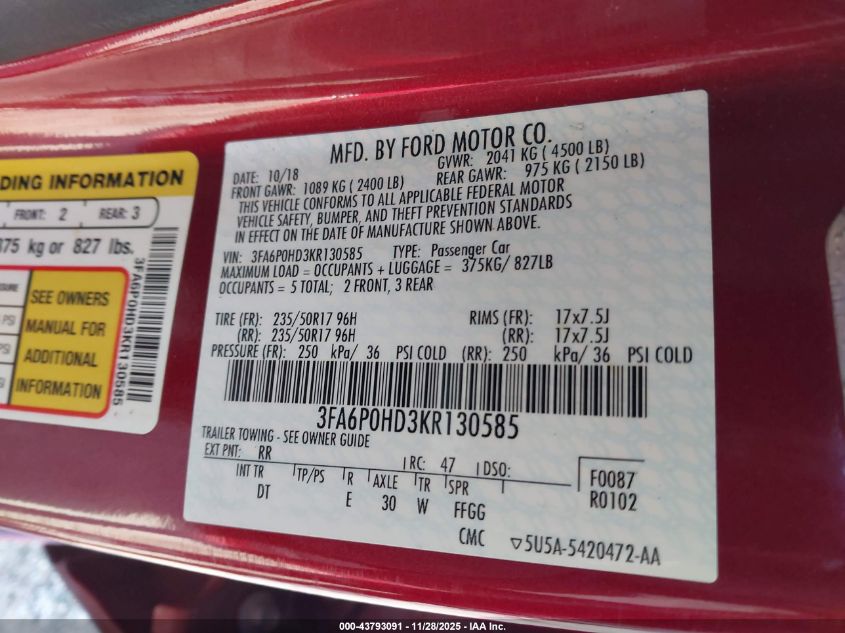 MFD. BY FORD MOTOR CO.
DATE: 10/18 GVWR: 2041 KG ( 4500 LB)
FRONT GAWR: 1089 KG ( 2400 LB) REAR GAWR: 975 KG ( 2150 LB)
THIS VEHICLE CONFORMS TO ALL APPLICABLE FEDERAL MOTOR
VEHICLE SAFETY, BUMPER, AND THEFT PREVENTION STANDARDS
IN EFFECT ON THE DATE OF MANUFACTURE SHOWN ABOVE.
VIN: 3FA6P0HD3KR130585 TYPE: Passenger Car
MAXIMUM LOAD = OCCUPANTS + LUGGAGE = 375KG/ 827LB
OCCUPANTS = 5 TOTAL; 2 FRONT, 3 REAR
TIRE (FR): 235/50R17 96H RIMS (FR): 17x7.5J
(RR): 235/50R17 96H (RR): 17x7.5J
PRESSURE (FR): 250 kPa/ 36 PSI COLD (RR): 250 kPa/ 36 PSI COLD
3FA6P0HD3KR130585
TRAILER TOWING - SEE OWNER GUIDE
EXT PNT: RR RC: 47 DSO: F0087
INT TR TP/PS R AXLE TR SPR R0102
DT E 30 W FFGG
CMC ▽5U5A-5420472-AA
DING INFORMATION
FRONT: 2 REAR: 3
375 kg or 827 lbs.
SEE OWNERS
MANUAL FOR
ADDITIONAL
INFORMATION
PSI
PSI
PSI
3FA6P0HD3KR130585
000-43793091 - 11/28/2025 - IAA Inc.